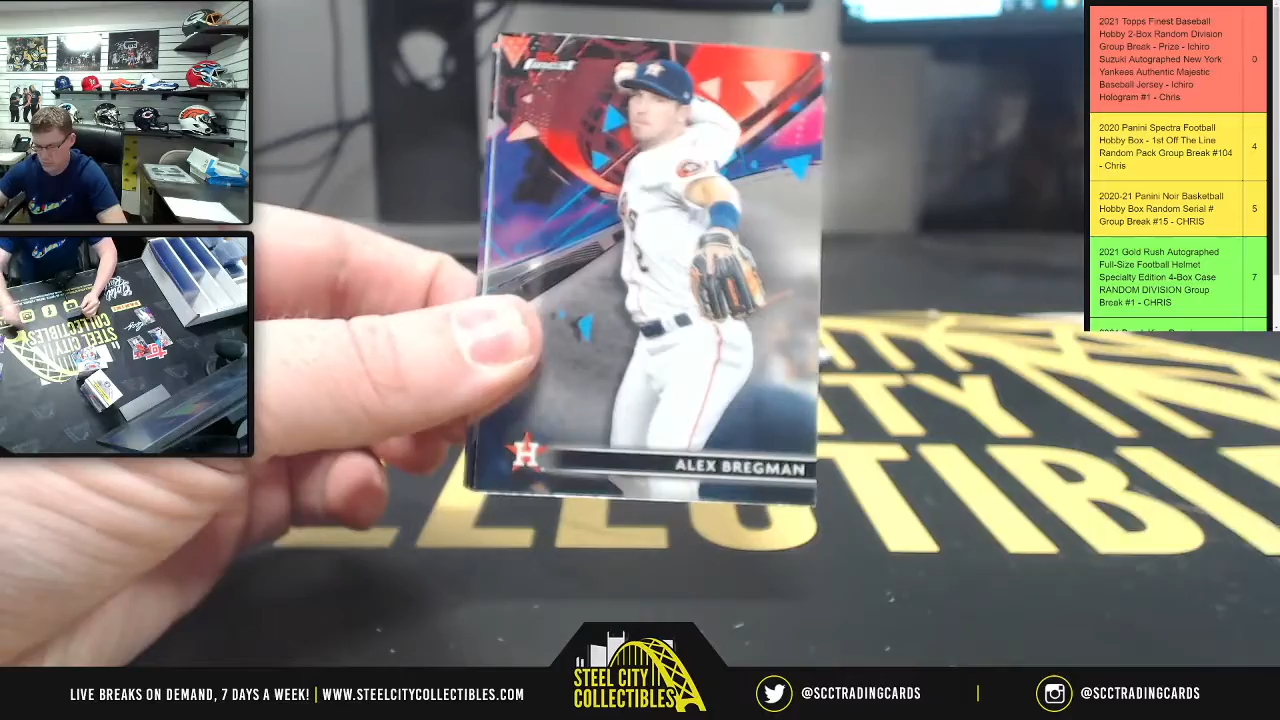 2021 Topps Finest Baseball
Hobby 2-Box Random Division
Group Break - Prize - Ichiro
Suzuki Autographed New York
Yankees Authentic Majestic
Baseball Jersey - Ichiro
Hologram #1 - Chris
0
2020 Panini Spectra Football
Hobby Box - 1st Off The Line
Random Pack Group Break #104
- Chris
4
2020-21 Panini Noir Basketball
Hobby Box Random Serial #
Group Break #15 - CHRIS
5
2021 Gold Rush Autographed
Full-Size Football Helmet
Specialty Edition 4-Box Case
RANDOM DIVISION Group
Break #1 - CHRIS
7
FINEST
H
ALEX BREGMAN
STEEL CITY
COLLECTIBLES
LIVE BREAKS ON DEMAND, 7 DAYS A WEEK! | WWW.STEELCITYCOLLECTIBLES.COM
STEEL CITY
COLLECTIBLES
@SCCTRADINGCARDS | @SCCTRADINGCARDS